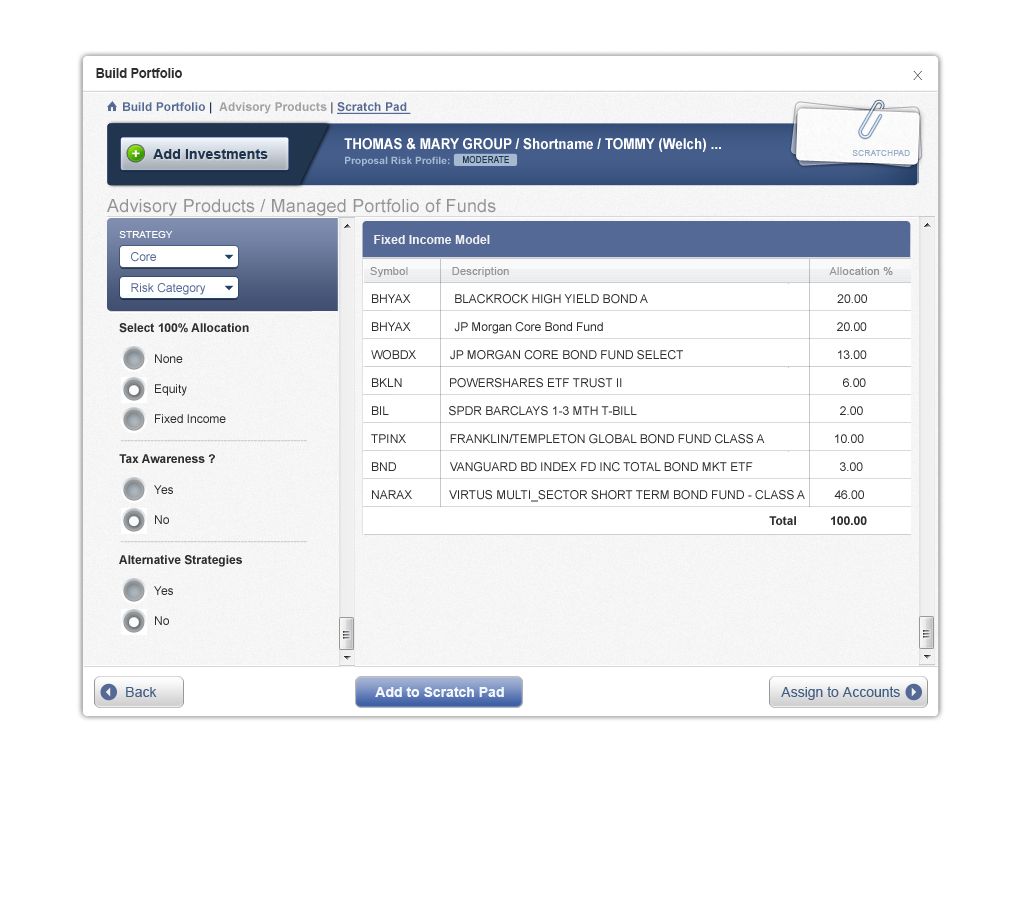 Build Portfolio
Build Portfolio | Advisory Products | Scratch Pad
Add Investments
THOMAS & MARY GROUP / Shortname / TOMMY (Welch) ...
Proposal Risk Profile: MODERATE
SCRATCHPAD
Advisory Products / Managed Portfolio of Funds
STRATEGY
Core
Risk Category
Select 100% Allocation
None
Equity
Fixed Income
Tax Awareness ?
Yes
No
Alternative Strategies
Yes
No
Fixed Income Model
Symbol Description Allocation %
BHYAX BLACKROCK HIGH YIELD BOND A 20.00
BHYAX JP Morgan Core Bond Fund 20.00
WOBDX JP MORGAN CORE BOND FUND SELECT 13.00
BKLN POWERSHARES ETF TRUST II 6.00
BIL SPDR BARCLAYS 1-3 MTH T-BILL 2.00
TPINX FRANKLIN/TEMPLETON GLOBAL BOND FUND CLASS A 10.00
BND VANGUARD BD INDEX FD INC TOTAL BOND MKT ETF 3.00
NARAX VIRTUS MULTI_SECTOR SHORT TERM BOND FUND - CLASS A 46.00
Total 100.00
Back
Add to Scratch Pad
Assign to Accounts